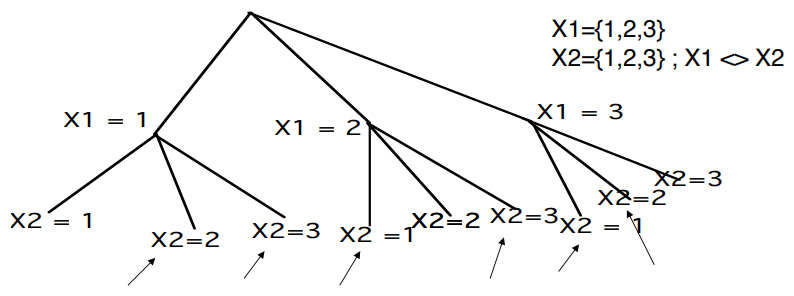 X1={1,2,3}
X2={1,2,3} ; X1 <> X2
X1 = 1
X1 = 2
X1 = 3
X2 = 1
X2=2
X2=3
X2 =1
X2=2
X2=3
X2 = 1
X2=2
X2=3